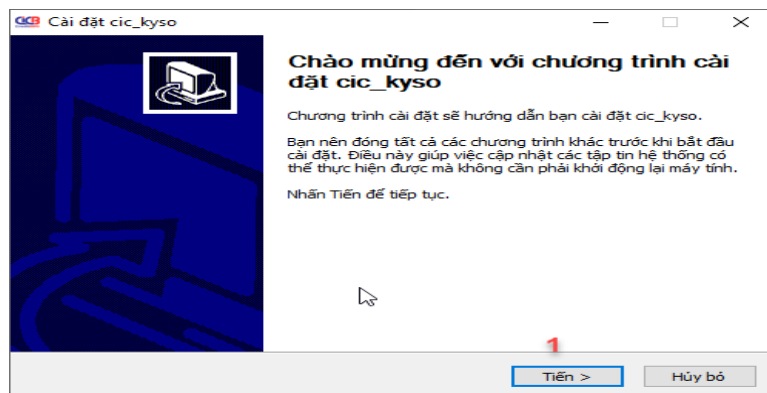 CICB Cài đặt cic_kyso
Chào mừng đến với chương trình cài
đặt cic_kyso
Chương trình cài đặt sẽ hướng dẫn bạn cài đặt cic_kyso.
Bạn nên đóng tất cả các chương trình khác trước khi bắt đầu
cài đặt. Điều này giúp việc cập nhật các tập tin hệ thống có
thể thực hiện được mà không cần phải khởi động lại máy tính.
Nhấn Tiến để tiếp tục.
1
Tiến > Hủy bỏ